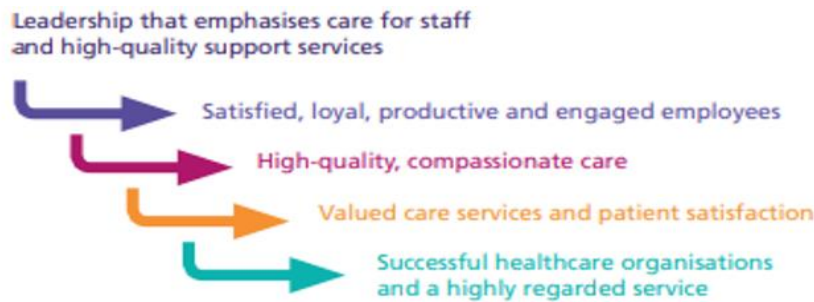 Leadership that emphasises care for staff
and high-quality support services
Satisfied, loyal, productive and engaged employees
High-quality, compassionate care
Valued care services and patient satisfaction
Successful healthcare organisations
and a highly regarded service